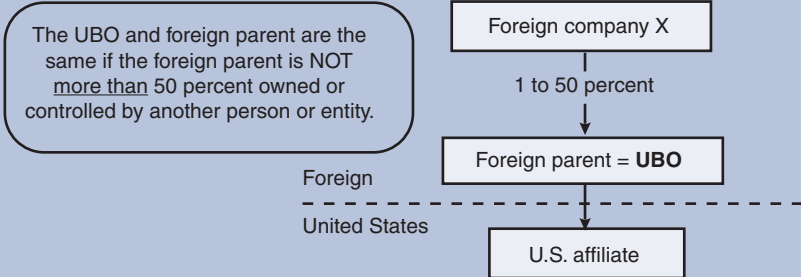 The UBO and foreign parent are the
same if the foreign parent is NOT
more than 50 percent owned or
controlled by another person or entity.
Foreign company X
1 to 50 percent
Foreign parent = UBO
Foreign
United States
U.S. affiliate